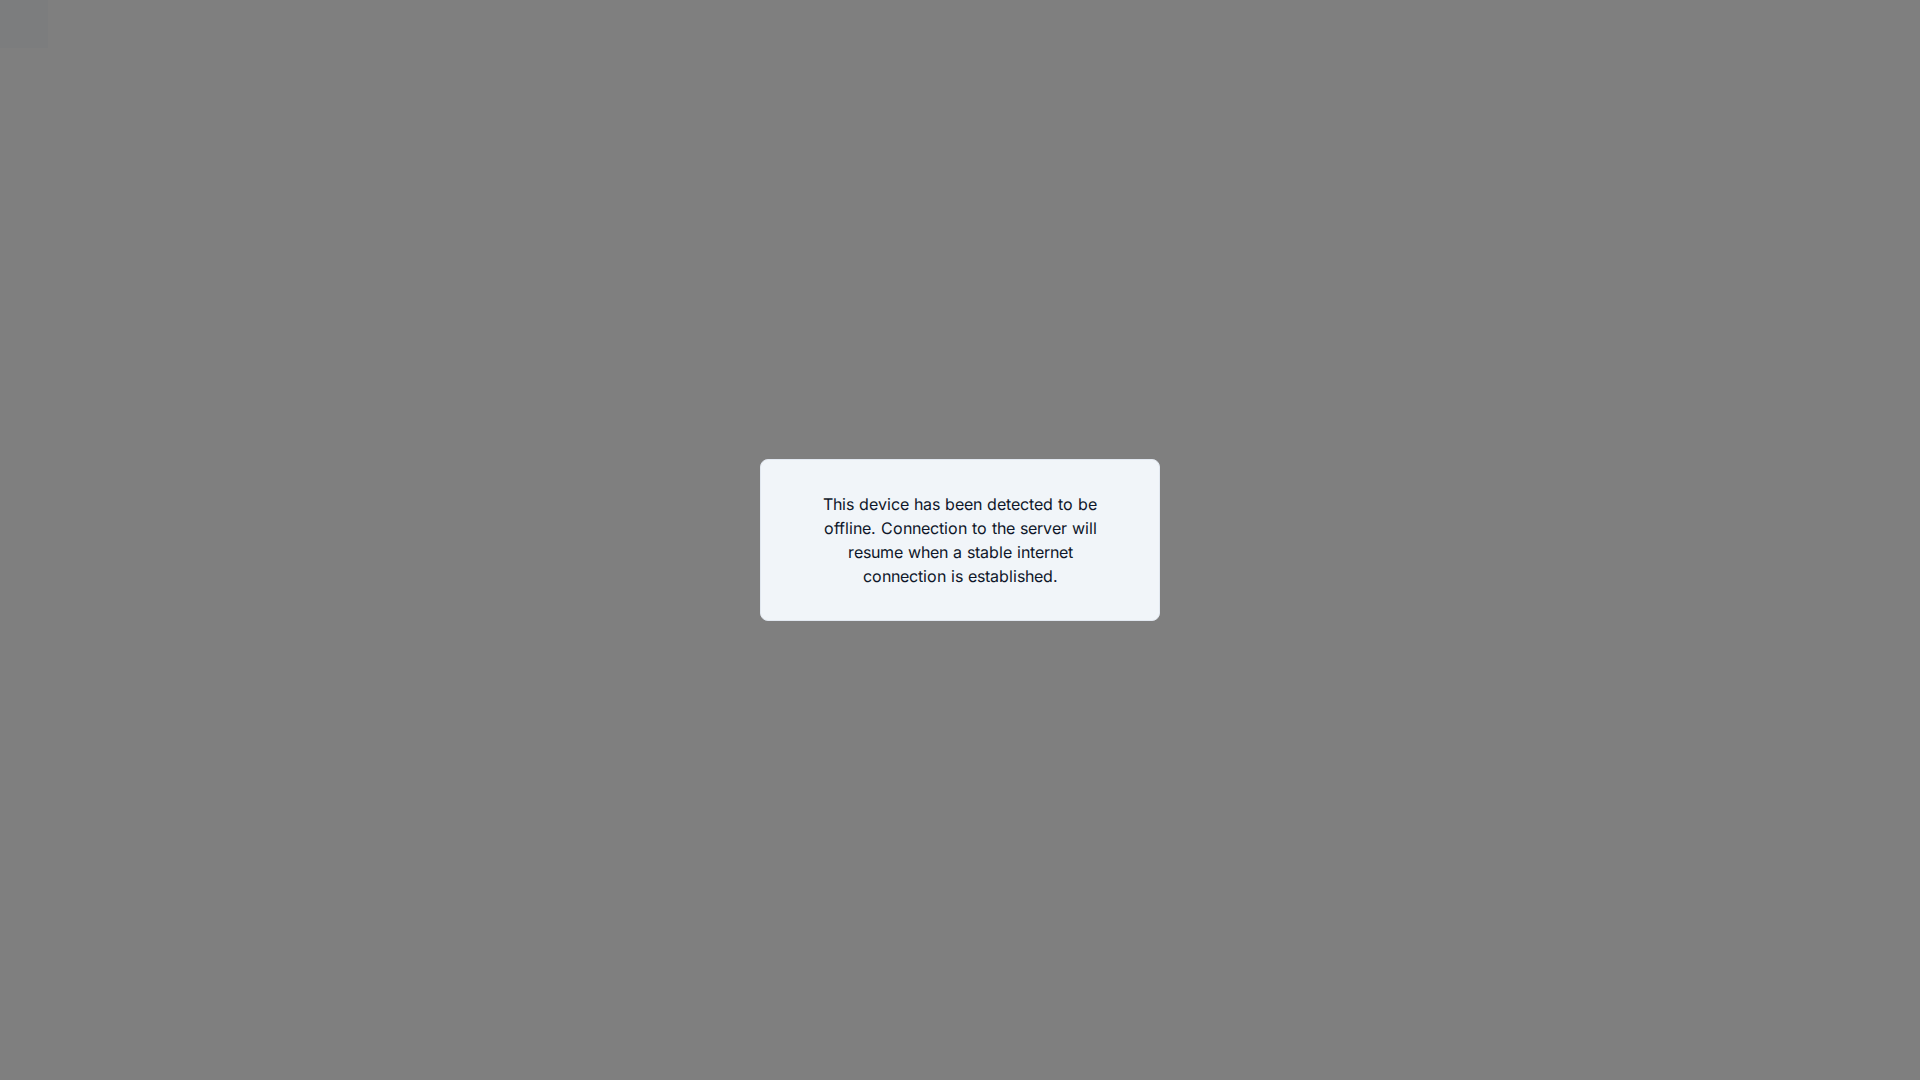 This device has been detected to be
offline. Connection to the server will
resume when a stable internet
connection is established.